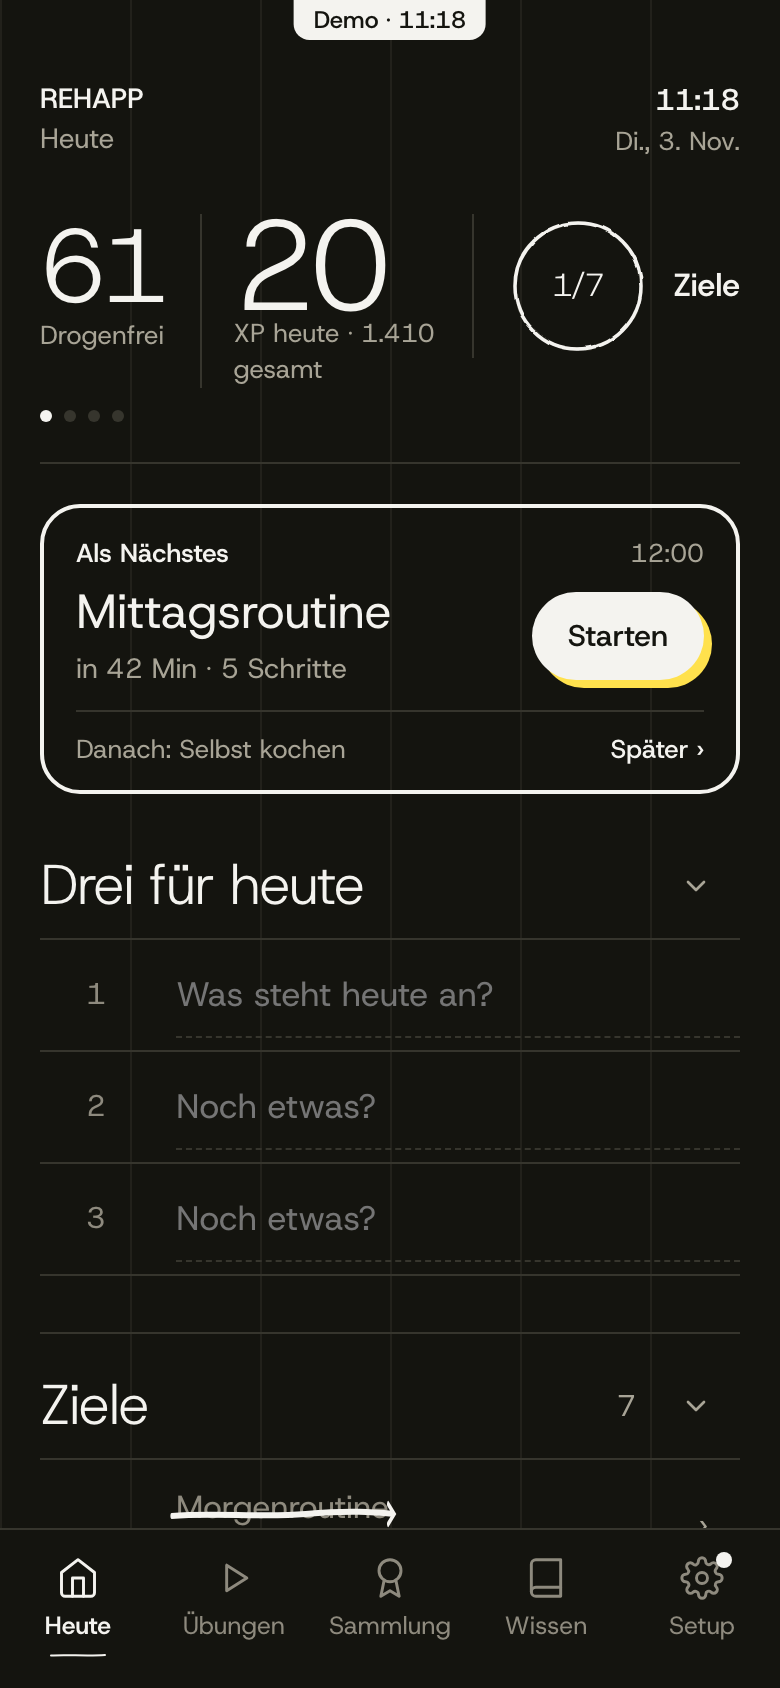 Demo · 11:18
REHAPP
11:18
Heute
Di., 3. Nov.
61
Drogenfrei
20
XP heute · 1.410
gesamt
1/7
Ziele
Als Nächstes
12:00
Mittagsroutine
Starten
in 42 Min · 5 Schritte
Danach: Selbst kochen
Später ›
Drei für heute
1 Was steht heute an?
2 Noch etwas?
3 Noch etwas?
Ziele
7
Morgenroutine
Heute
Übungen
Sammlung
Wissen
Setup